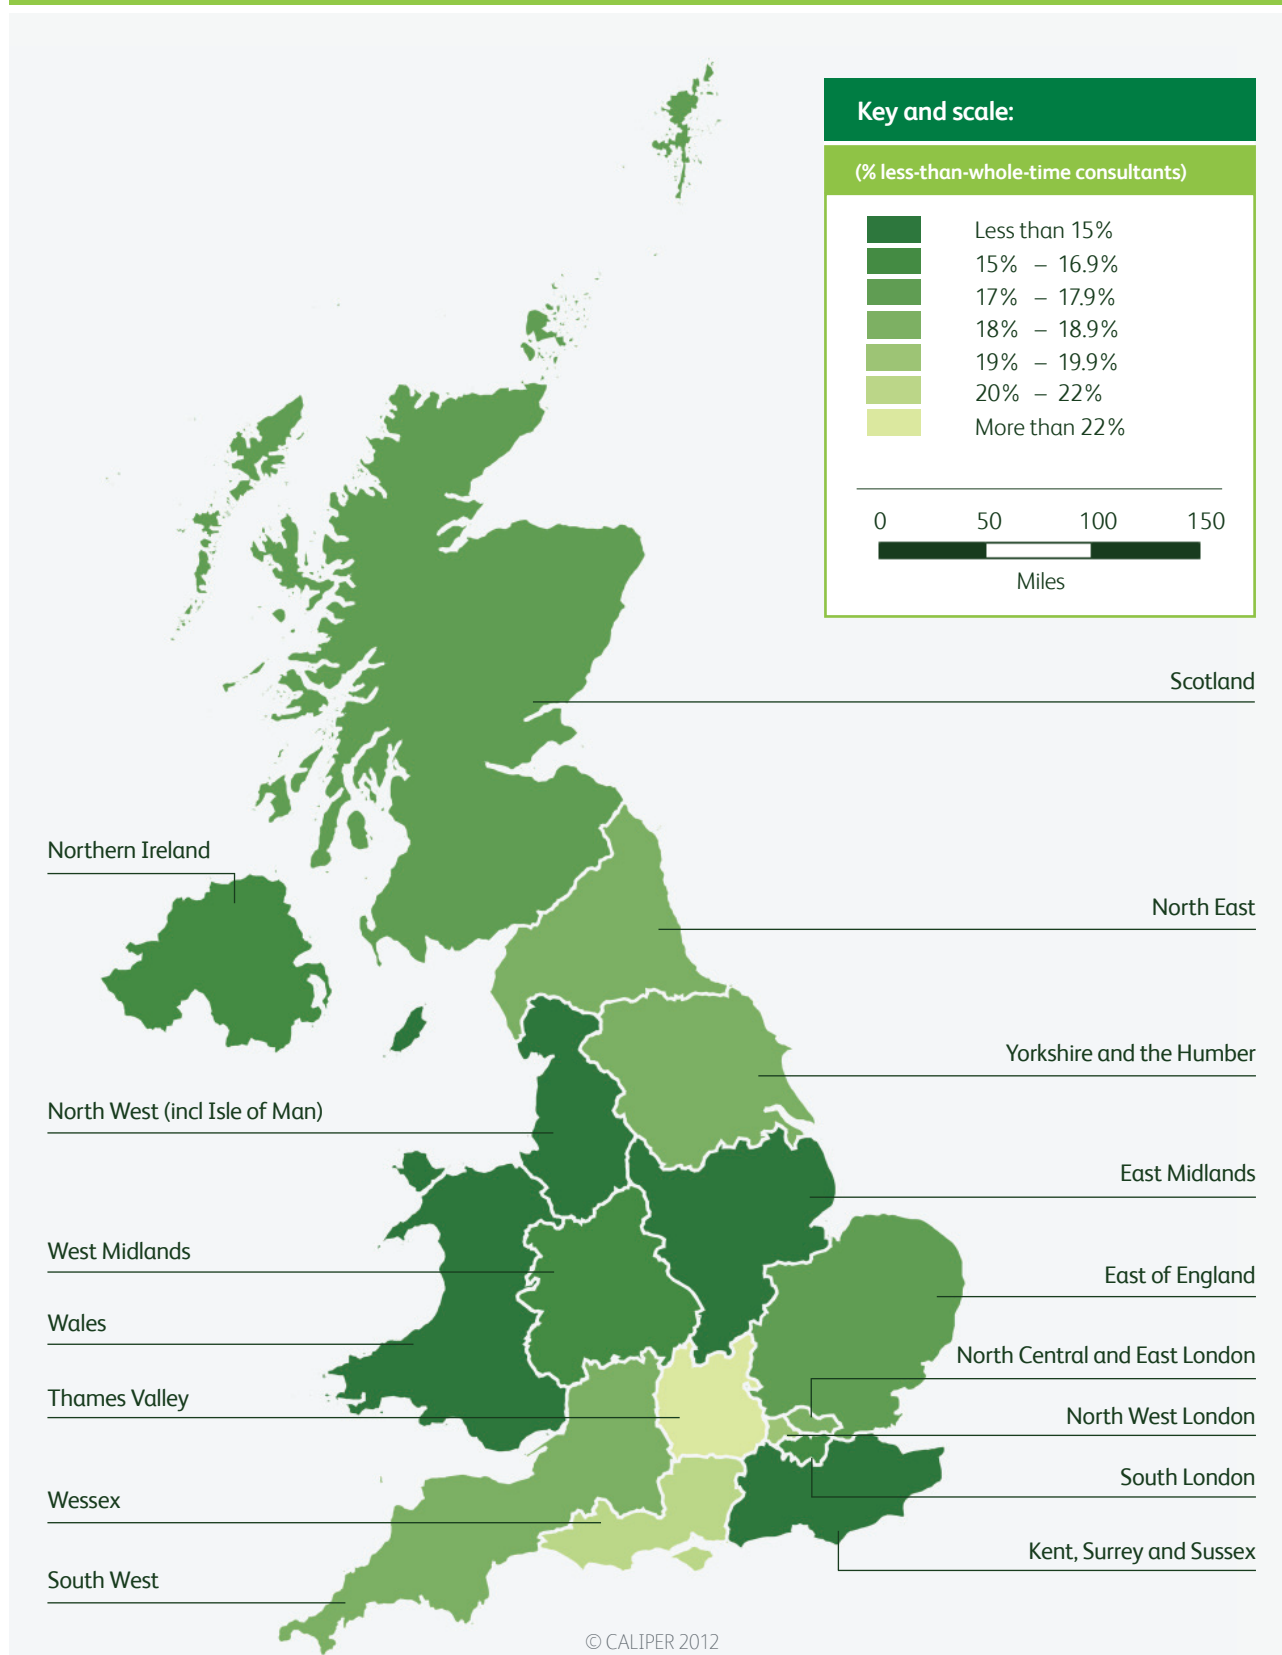 Key and scale:
(% less-than-whole-time consultants)
Less than 15%
15% – 16.9%
17% – 17.9%
18% – 18.9%
19% – 19.9%
20% – 22%
More than 22%
0 50 100 150
Miles
Scotland
Northern Ireland
North East
Yorkshire and the Humber
North West (incl Isle of Man)
East Midlands
West Midlands
East of England
Wales
North Central and East London
Thames Valley
North West London
South London
Wessex
Kent, Surrey and Sussex
South West
© CALIPER 2012